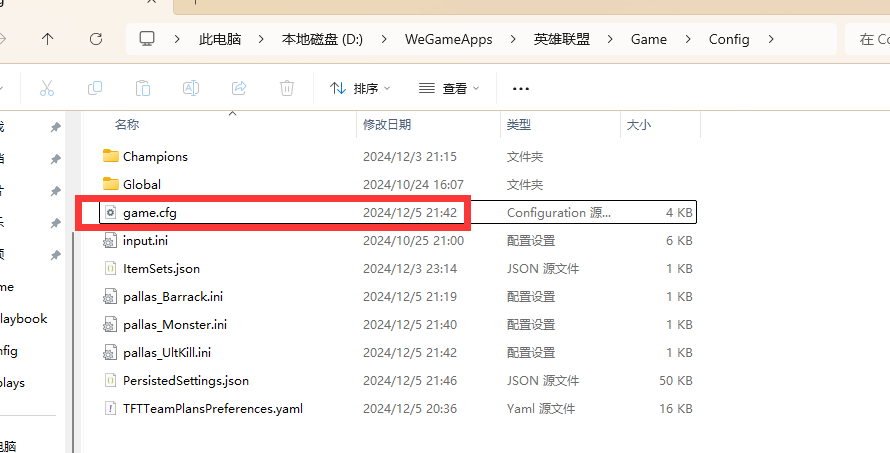 此电脑 本地磁盘 (D:) WeGameApps 英雄联盟 Game Config 在 Co
排序 查看
名称 修改日期 类型 大小
Champions 2024/12/3 21:15 文件夹
Global 2024/10/24 16:07 文件夹
game.cfg 2024/12/5 21:42 Configuration 源... 4 KB
input.ini 2024/10/25 21:00 配置设置 6 KB
ItemSets.json 2024/12/3 23:14 JSON 源文件 1 KB
me
pallas_Barrack.ini 2024/12/5 21:19 配置设置 1 KB
laybook
pallas_Monster.ini 2024/12/5 21:40 配置设置 1 KB
nfig
pallas_UltKill.ini 2024/12/5 21:42 配置设置 1 KB
plays
PersistedSettings.json 2024/12/5 21:46 JSON 源文件 50 KB
TFTTeamPlansPreferences.yaml 2024/12/5 20:36 Yaml 源文件 16 KB
电脑